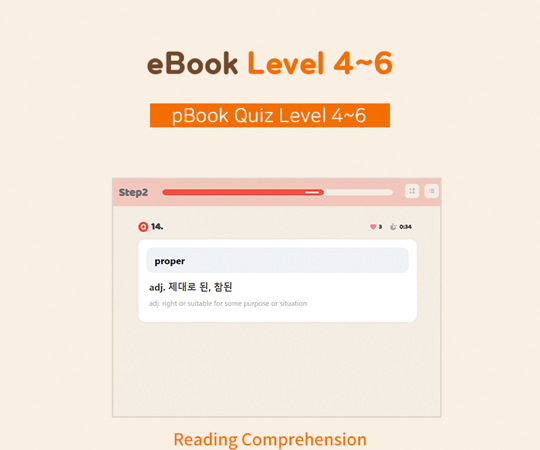 eBook Level 4~6
pBook Quiz Level 4~6
Step2
14.
3
0:34
proper
adj. 제대로 된, 참된
adj. right or suitable for some purpose or situation
Reading Comprehension